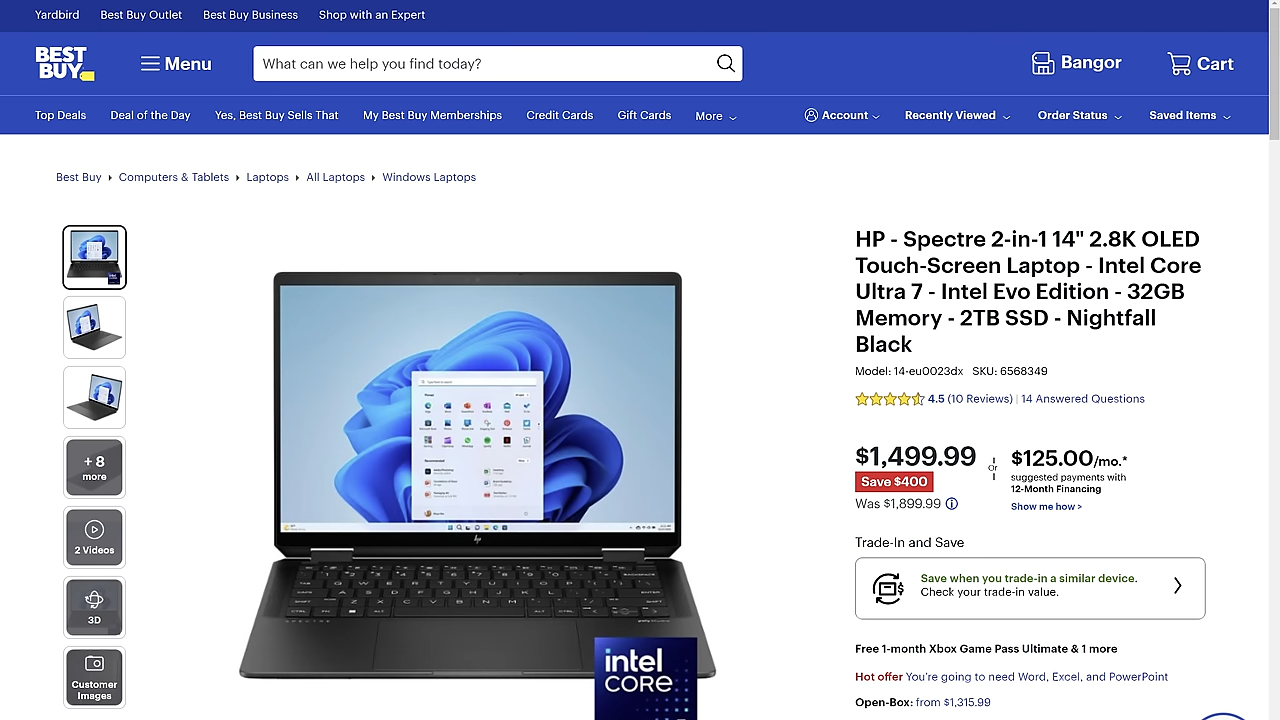 Yardbird Best Buy Outlet Best Buy Business Shop with an Expert
BEST BUY
Menu
What can we help you find today?
Bangor
Cart
Top Deals Deal of the Day Yes, Best Buy Sells That My Best Buy Memberships Credit Cards Gift Cards More Account Recently Viewed Order Status Saved Items
Best Buy Computers & Tablets Laptops All Laptops Windows Laptops
+ 8
more
2 Videos
3D
Customer
Images
intel
CORE
HP - Spectre 2-in-1 14" 2.8K OLED
Touch-Screen Laptop - Intel Core
Ultra 7 - Intel Evo Edition - 32GB
Memory - 2TB SSD - Nightfall
Black
Model: 14-eu0023dx SKU: 6568349
4.5 (10 Reviews) | 14 Answered Questions
$1,499.99
Save $400
Was $1,899.99
or
$125.00/mo.*
suggested payments with
12-Month Financing
Show me how >
Trade-In and Save
Save when you trade-in a similar device.
Check your trade-in value.
Free 1-month Xbox Game Pass Ultimate & 1 more
Hot offer You're going to need Word, Excel, and PowerPoint
Open-Box: from $1,315.99